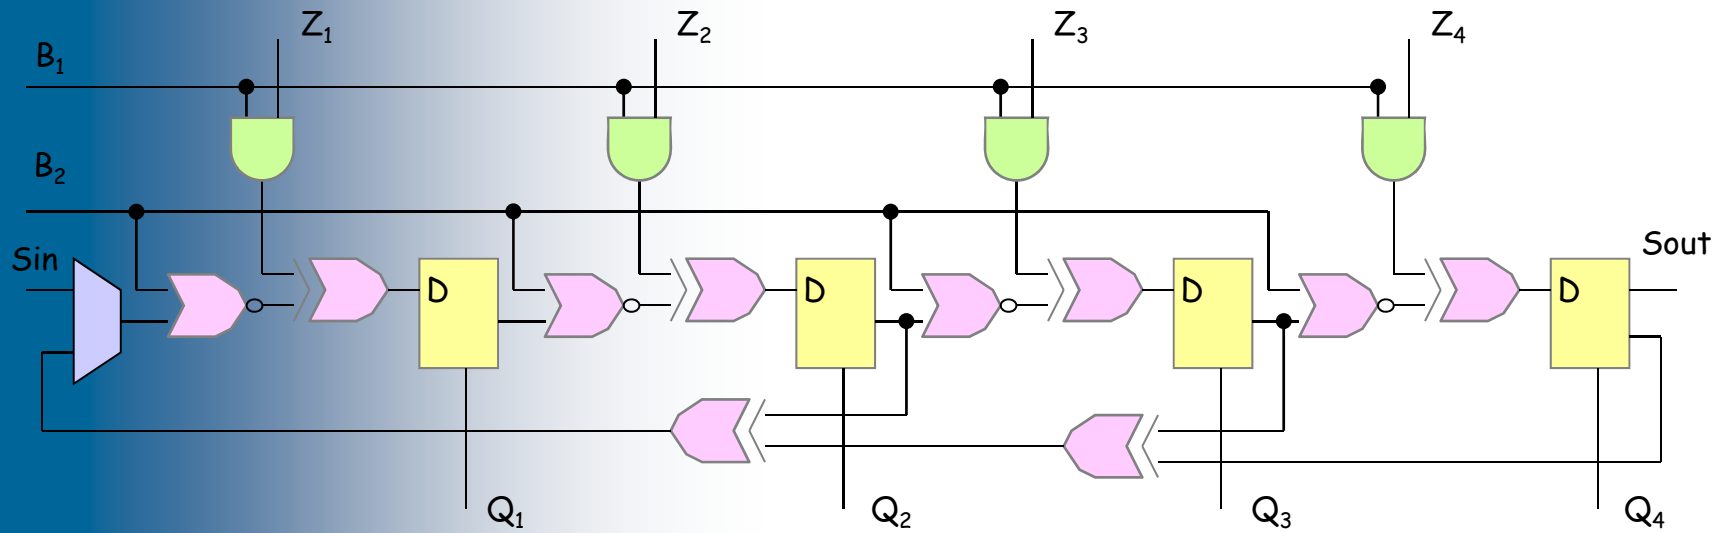 Z1 Z2 Z3 Z4
B1
B2
Sin Sout
D D D D
Q1 Q2 Q3 Q4